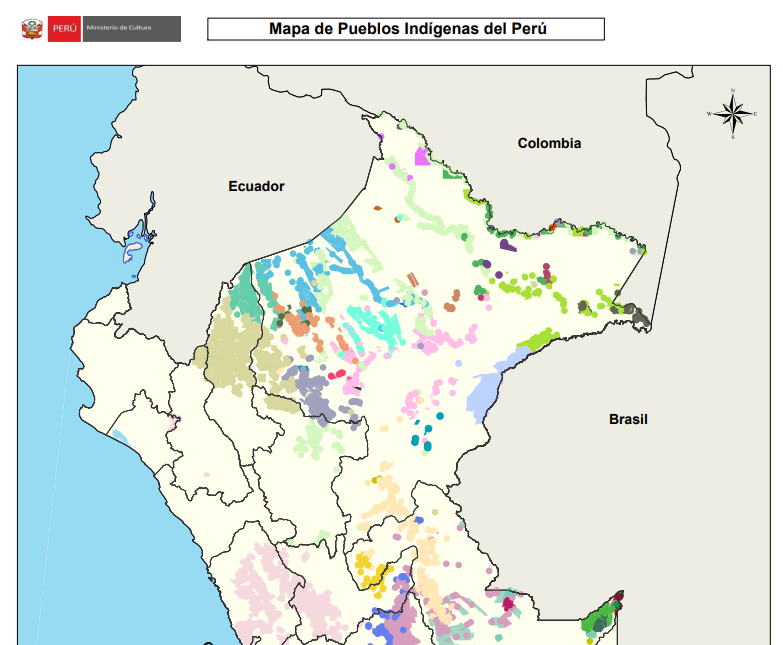 PERÚ Ministerio de Cultura
Mapa de Pueblos Indígenas del Perú
Colombia
N
W E
S
Ecuador
Brasil